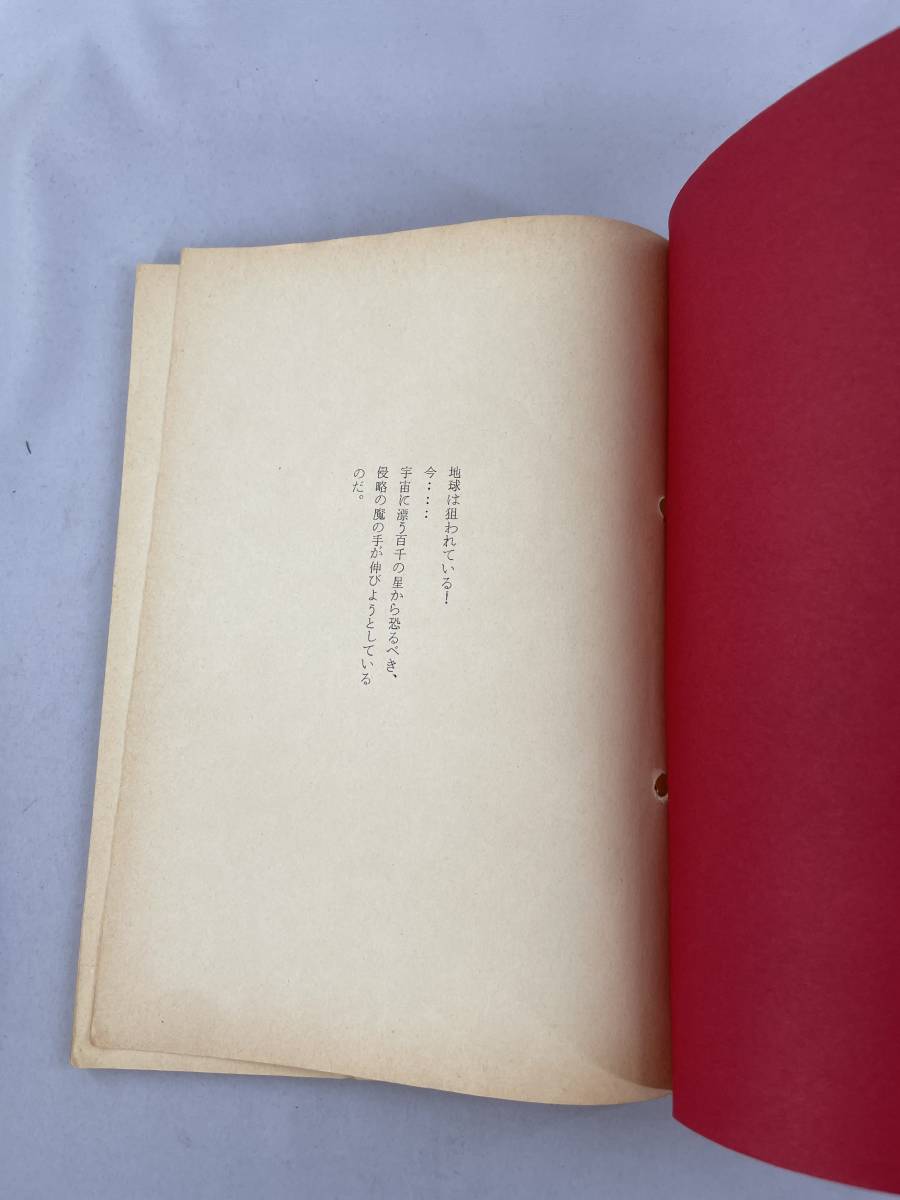 地球は狙われている！
今：：：
宇宙に漂う百千の星から恐るべき、
侵略の魔の手が伸びようとしている
のだ。